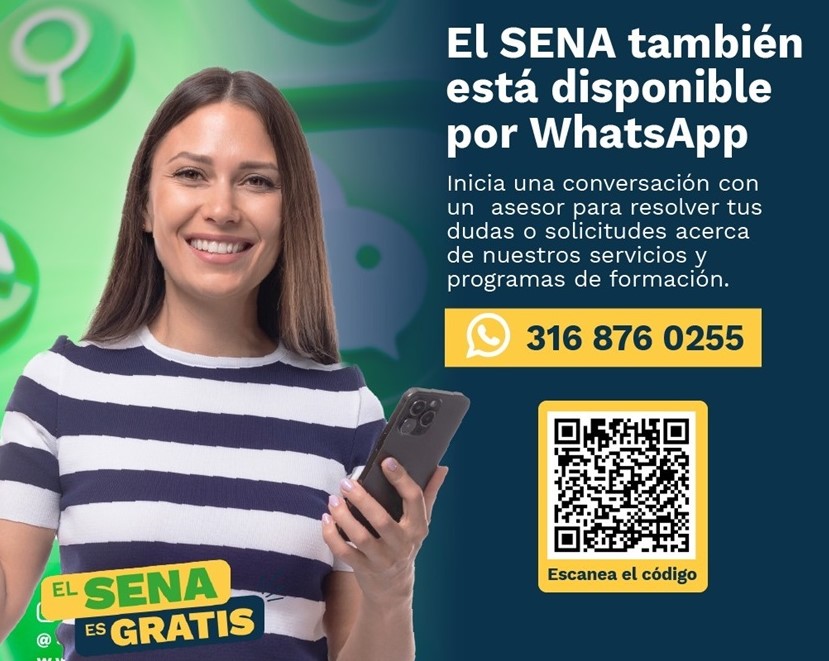 El SENA también
está disponible
por WhatsApp
Inicia una conversación con
un asesor para resolver tus
dudas o solicitudes acerca
de nuestros servicios y
programas de formación.
316 876 0255
Escanea el código
EL SENA
ES GRATIS
@